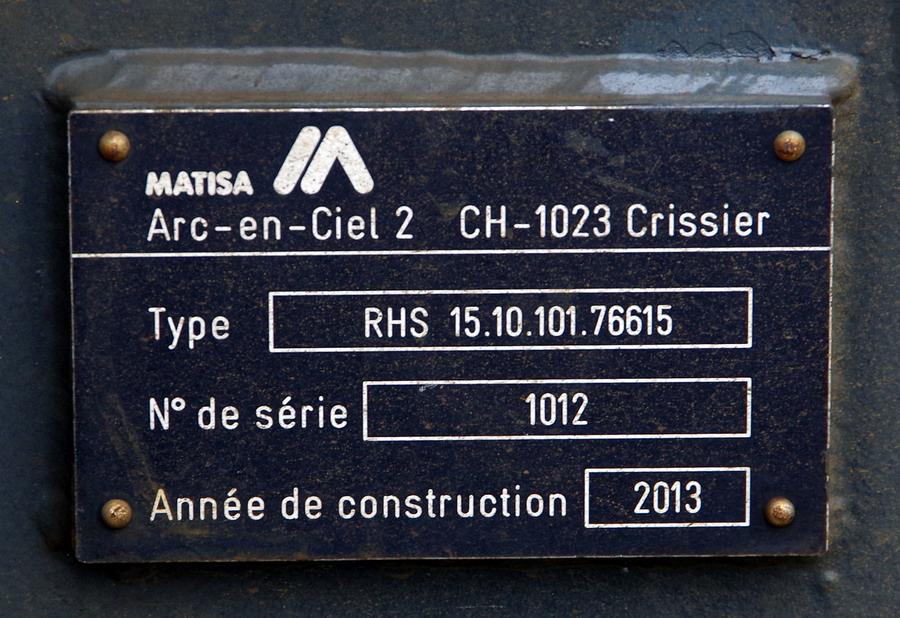 MATISA
Arc-en-Ciel 2 CH-1023 Crissier
Type RHS 15.10.101.76615
N° de série 1012
Année de construction 2013